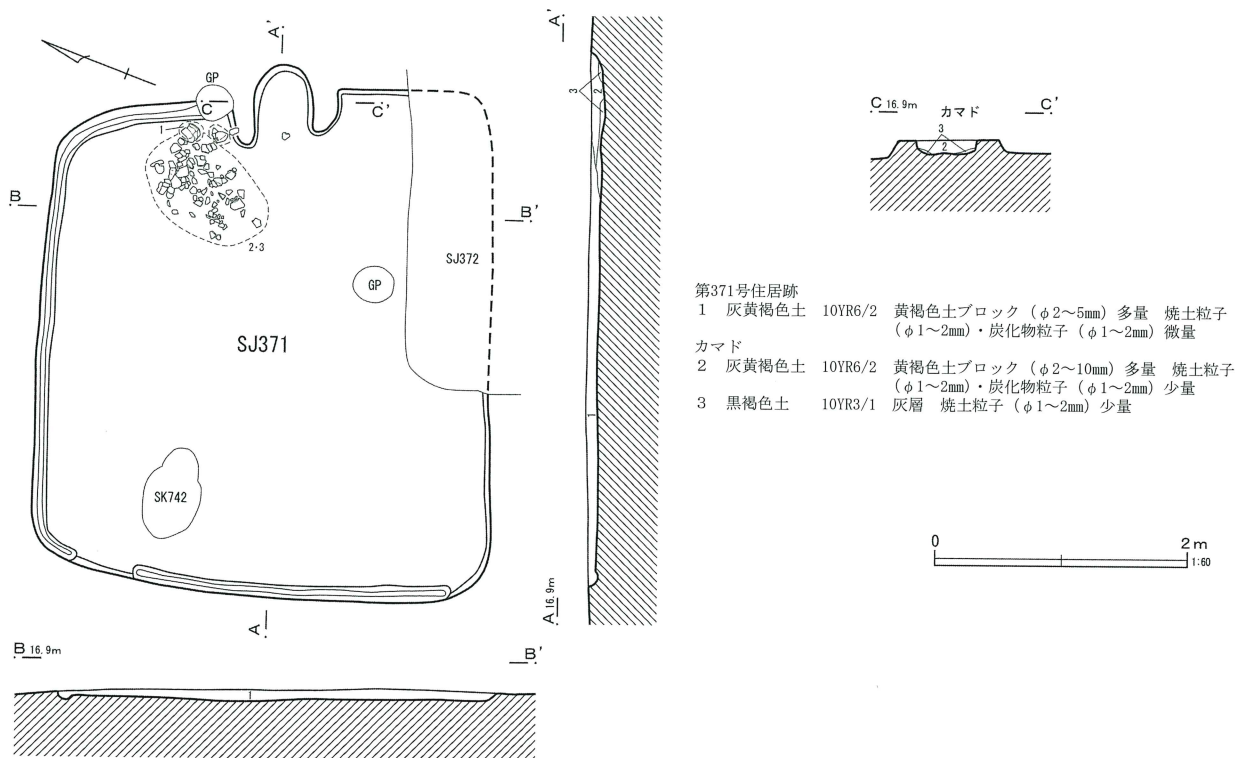 A'
GP
C
C'
1
B
B'
2・3
SJ372
GP
SJ371
SK742
A
B 16.9m
B'
1
A'
3
2
1
A 16.9m
C 16.9m
カマド
C'
3
2
第371号住居跡
1 灰黄褐色土 10YR6/2 黄褐色土ブロック（φ2～5mm）多量 焼土粒子
（φ1～2mm）・炭化物粒子（φ1～2mm）微量
カマド
2 灰黄褐色土 10YR6/2 黄褐色土ブロック（φ2～10mm）多量 焼土粒子
（φ1～2mm）・炭化物粒子（φ1～2mm）少量
3 黒褐色土 10YR3/1 灰層 焼土粒子（φ1～2mm）少量
0 2m
1:60